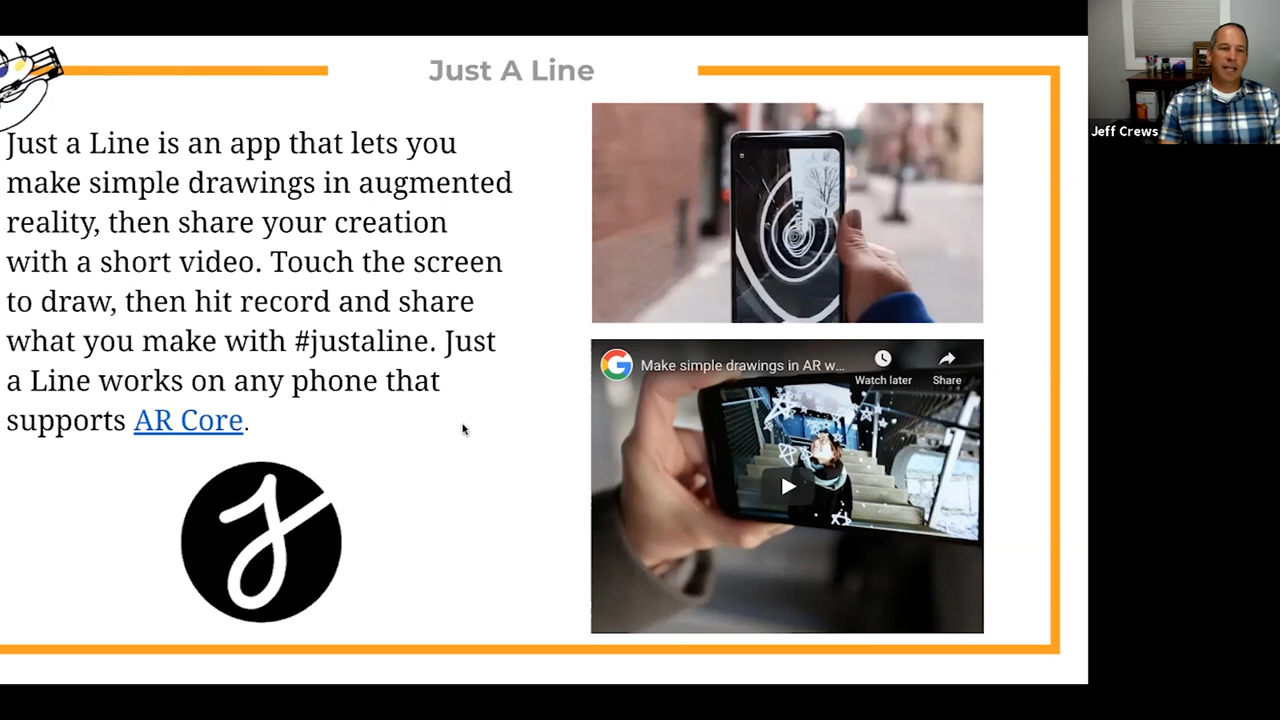 Just A Line
Just a Line is an app that lets you
make simple drawings in augmented
reality, then share your creation
with a short video. Touch the screen
to draw, then hit record and share
what you make with #justaline. Just
a Line works on any phone that
supports AR Core.
Make simple drawings in AR w...
Watch later
Share
Jeff Crews